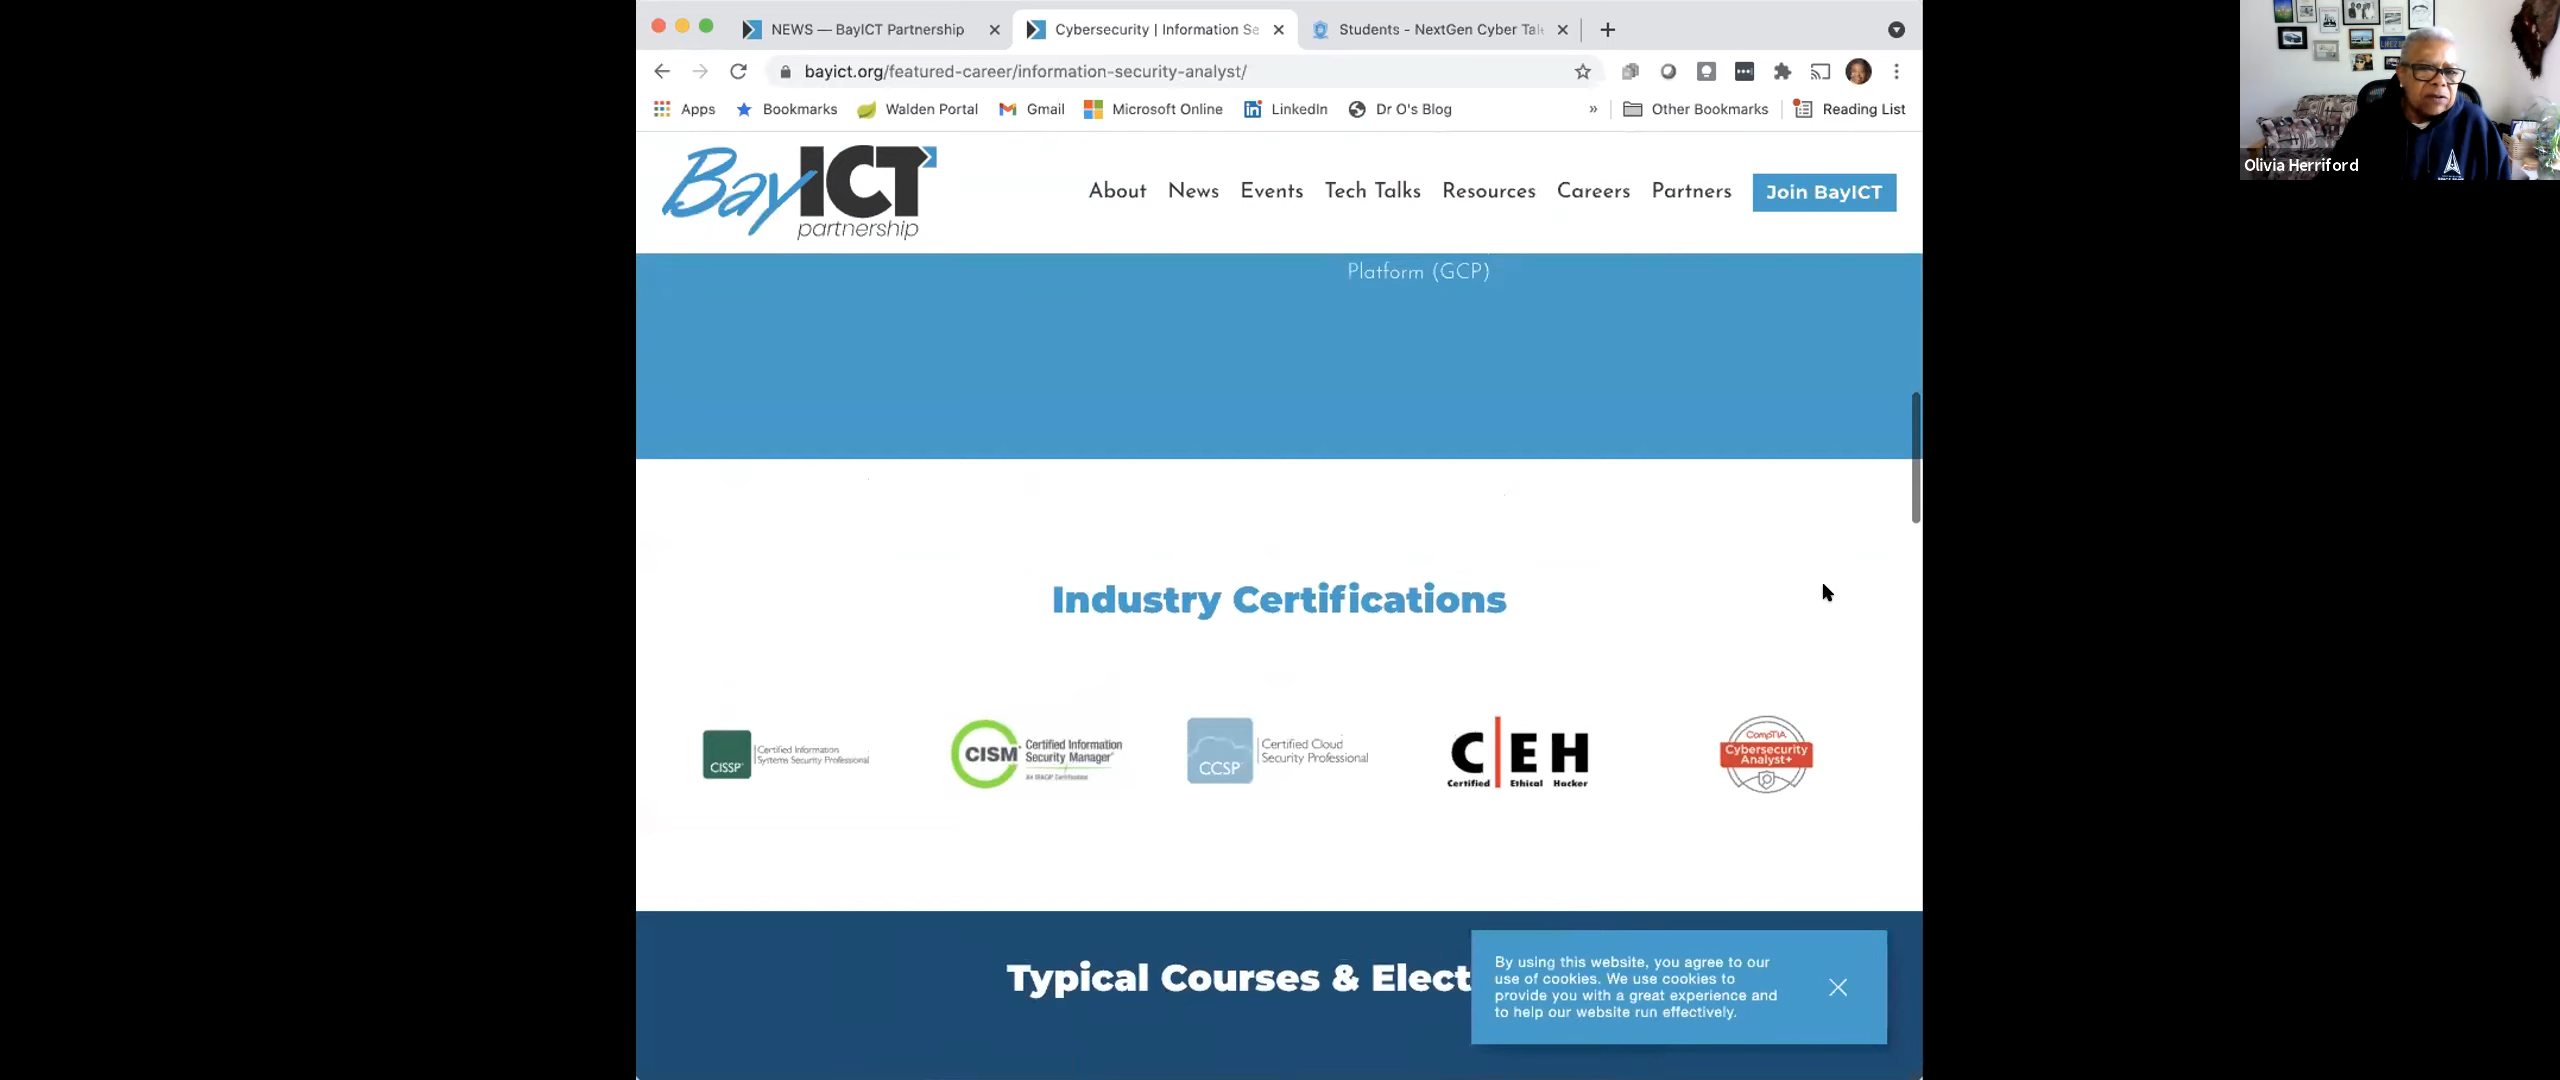 NEWS — BayICT Partnership
Cybersecurity | Information Se
Students - NextGen Cyber Tal
bayict.org/featured-career/information-security-analyst/
Apps
Bookmarks
Walden Portal
Gmail
Microsoft Online
LinkedIn
Dr O's Blog
»
Other Bookmarks
Reading List
BayICT
partnership
About
News
Events
Tech Talks
Resources
Careers
Partners
Join BayICT
Platform (GCP)
Industry Certifications
CISSP
Certified Information
Systems Security Professional
CISM
Certified Information
Security Manager
An ISACA Certification
CCSP
Certified Cloud
Security Professional
C|EH
Certified Ethical Hacker
CompTIA
Cybersecurity
Analyst+
Typical Courses & Elect
By using this website, you agree to our
use of cookies. We use cookies to
provide you with a great experience and
to help our website run effectively.
Olivia Herriford